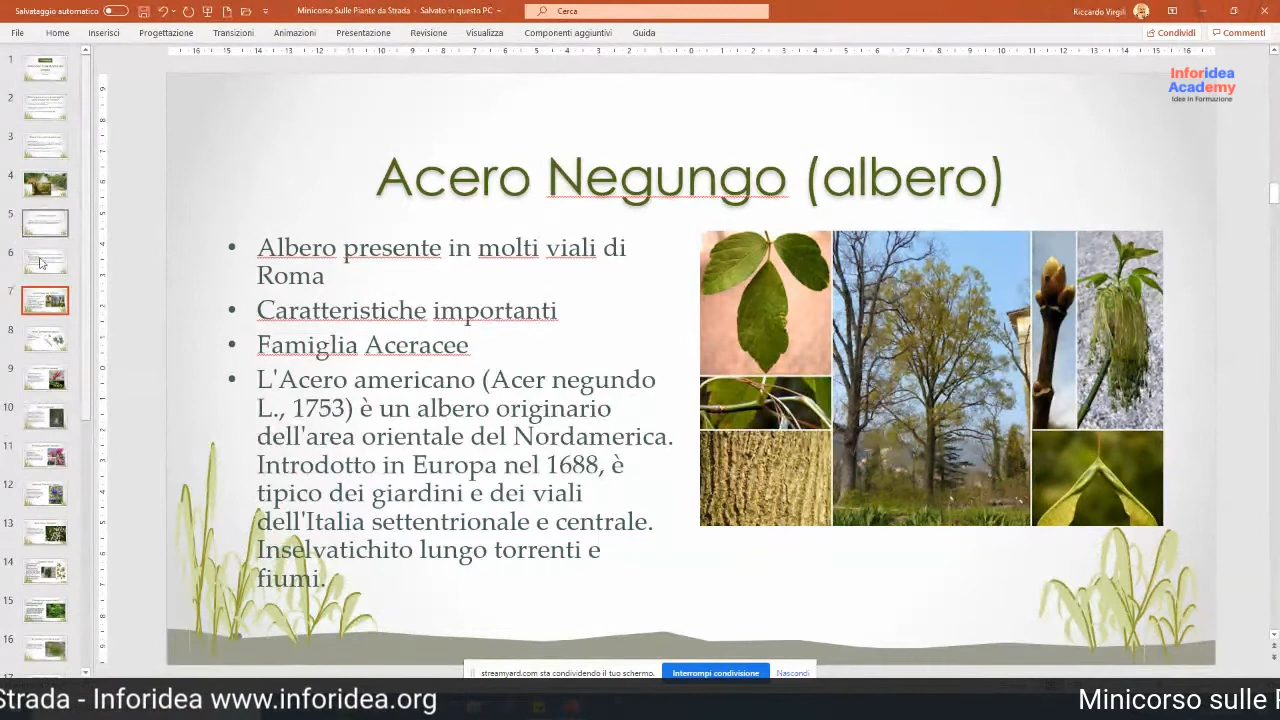 Salvataggio automatico
Minicorso Sulle Piante da Strada - Salvato in questo PC
Cerca
Riccardo Virgili
File Home Inserisci Progettazione Transizioni Animazioni Presentazione Revisione Visualizza Componenti aggiuntivi Guida
Condividi Commenti
Inforidea
Academy
Idee in Formazione
Acero Negungo (albero)
• Albero presente in molti viali di
Roma
• Caratteristiche importanti
• Famiglia Aceracee
• L'Acero americano (Acer negundo
L., 1753) è un albero originario
dell'area orientale del Nordamerica.
Introdotto in Europa nel 1688, è
tipico dei giardini e dei viali
dell'Italia settentrionale e centrale.
Inselvatichito lungo torrenti e
fiumi.
streamyard.com sta condividendo il tuo schermo.
Interrompi condivisione
Nascondi
Strada - Inforidea www.inforidea.org
Minicorso sulle P